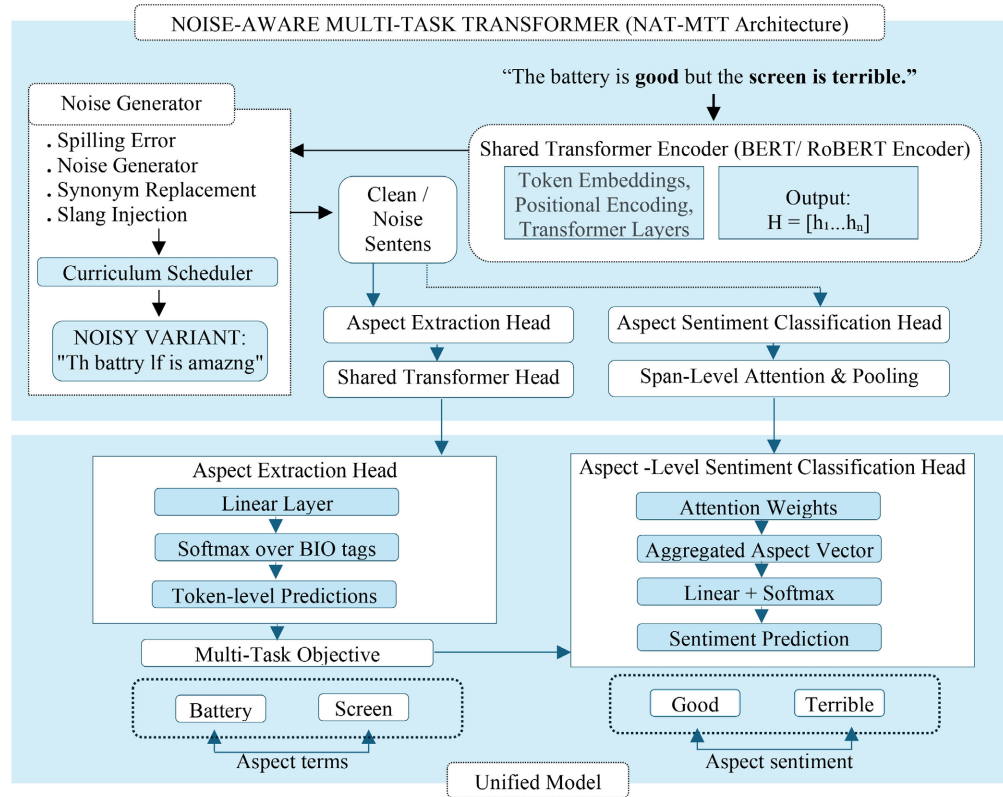 NOISE-AWARE MULTI-TASK TRANSFORMER (NAT-MTT Architecture)
“The battery is good but the screen is terrible.”
Noise Generator
. Spilling Error
. Noise Generator
. Synonym Replacement
. Slang Injection
Curriculum Scheduler
NOISY VARIANT:
"Th battry lf is amazng"
Clean /
Noise
Sentens
Shared Transformer Encoder (BERT/ RoBERT Encoder)
Token Embeddings,
Positional Encoding,
Transformer Layers
Output:
H = [h₁...hₙ]
Aspect Extraction Head
Shared Transformer Head
Aspect Sentiment Classification Head
Span-Level Attention & Pooling
Aspect Extraction Head
Linear Layer
Softmax over BIO tags
Token-level Predictions
Multi-Task Objective
Aspect -Level Sentiment Classification Head
Attention Weights
Aggregated Aspect Vector
Linear + Softmax
Sentiment Prediction
Battery
Screen
Aspect terms
Good
Terrible
Aspect sentiment
Unified Model